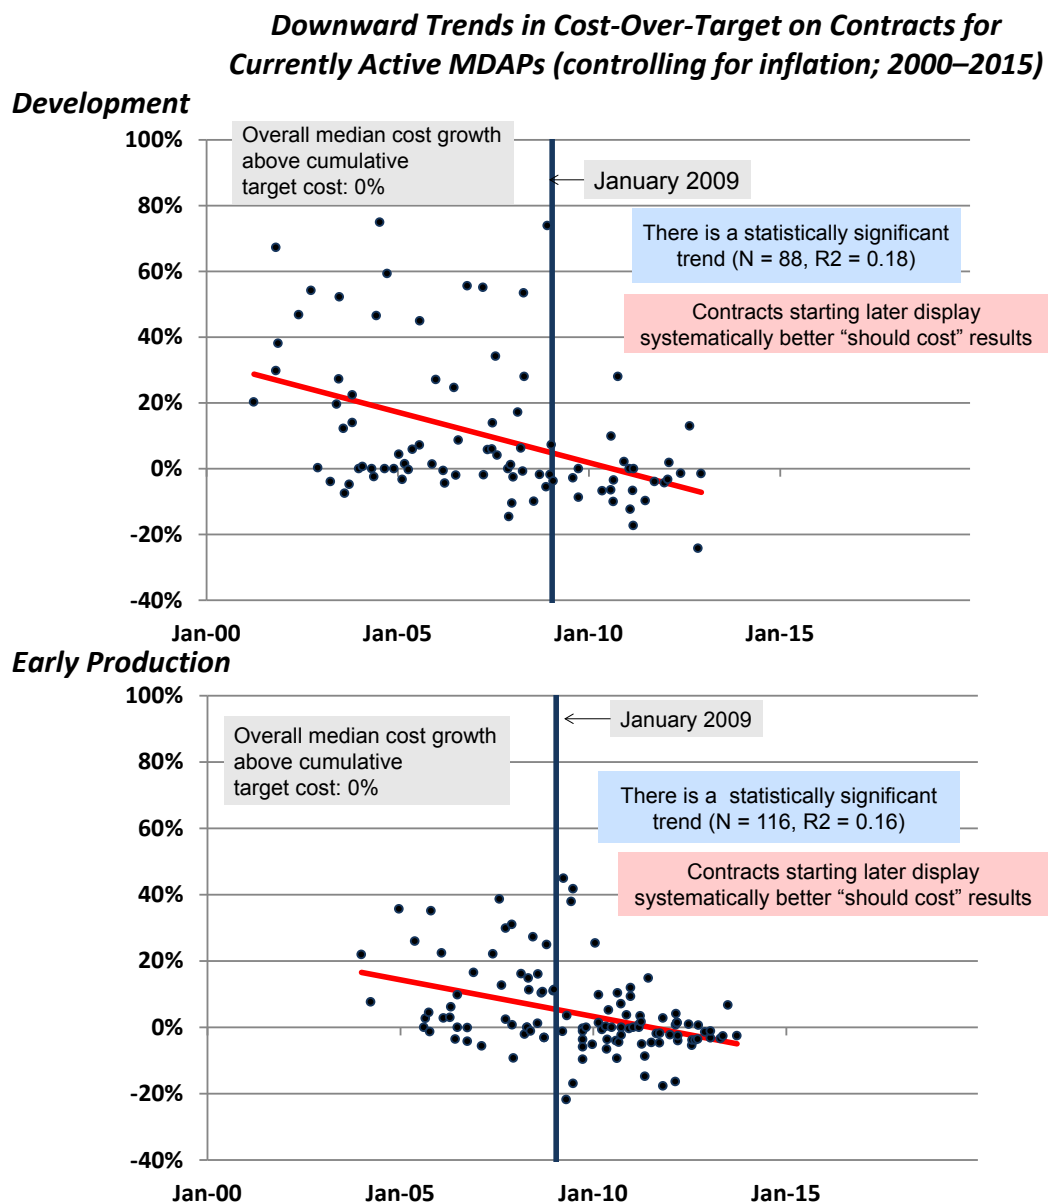 Downward Trends in Cost-Over-Target on Contracts for
Currently Active MDAPs (controlling for inflation; 2000–2015)
Development
100%
80%
60%
40%
20%
0%
-20%
-40%
Overall median cost growth
above cumulative
target cost: 0%
January 2009
There is a statistically significant
trend (N = 88, R2 = 0.18)
Contracts starting later display
systematically better “should cost” results
Jan-00 Jan-05 Jan-10 Jan-15
Early Production
100%
80%
60%
40%
20%
0%
-20%
-40%
January 2009
Overall median cost growth
above cumulative
target cost: 0%
There is a statistically significant
trend (N = 116, R2 = 0.16)
Contracts starting later display
systematically better “should cost” results
Jan-00 Jan-05 Jan-10 Jan-15